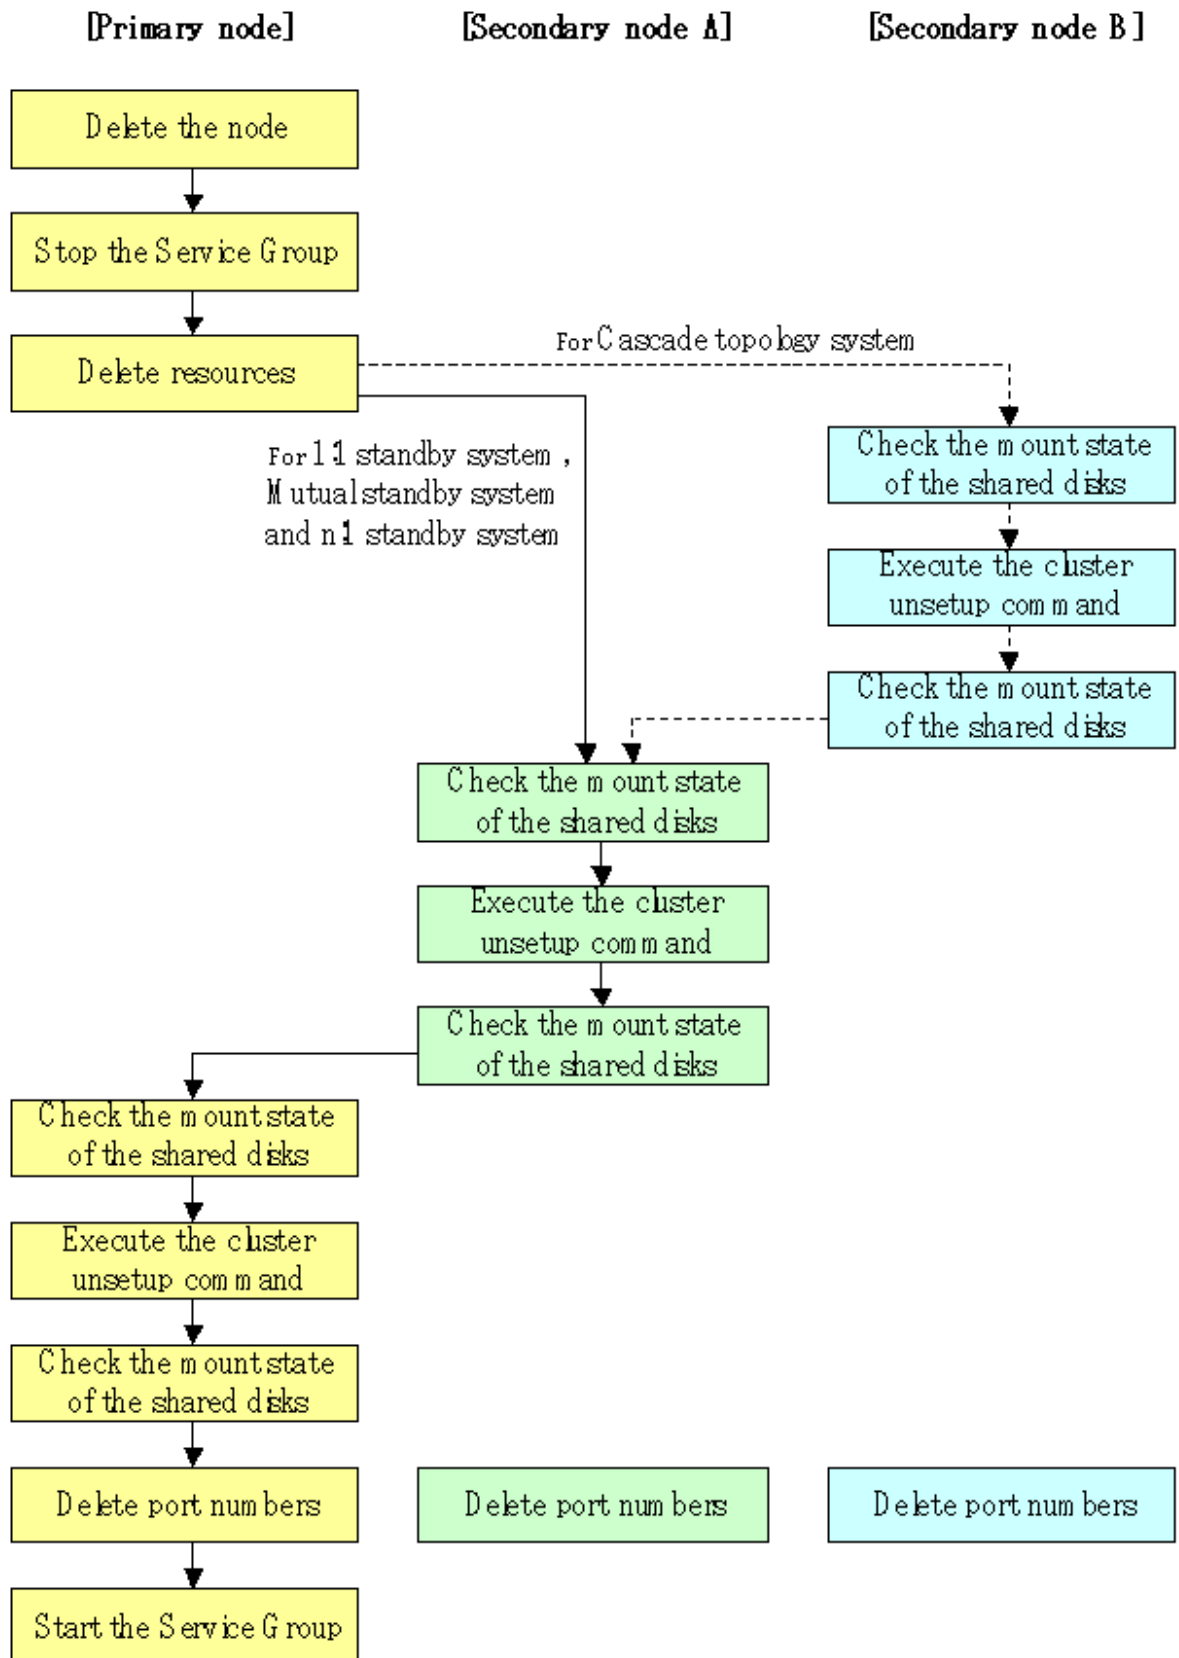 [Primary node] [Secondary node A] [Secondary node B]
Delete the node
Stop the Service Group
For Cascade topology system
Delete resources
For 1:1 standby system ,
Mutual standby system
and n:1 standby system
Check the mount state
of the shared disks
Execute the cluster
unsetup command
Check the mount state
of the shared disks
Check the mount state
of the shared disks
Execute the cluster
unsetup command
Check the mount state
of the shared disks
Check the mount state
of the shared disks
Execute the cluster
unsetup command
Check the mount state
of the shared disks
Delete port numbers Delete port numbers Delete port numbers
Start the Service Group